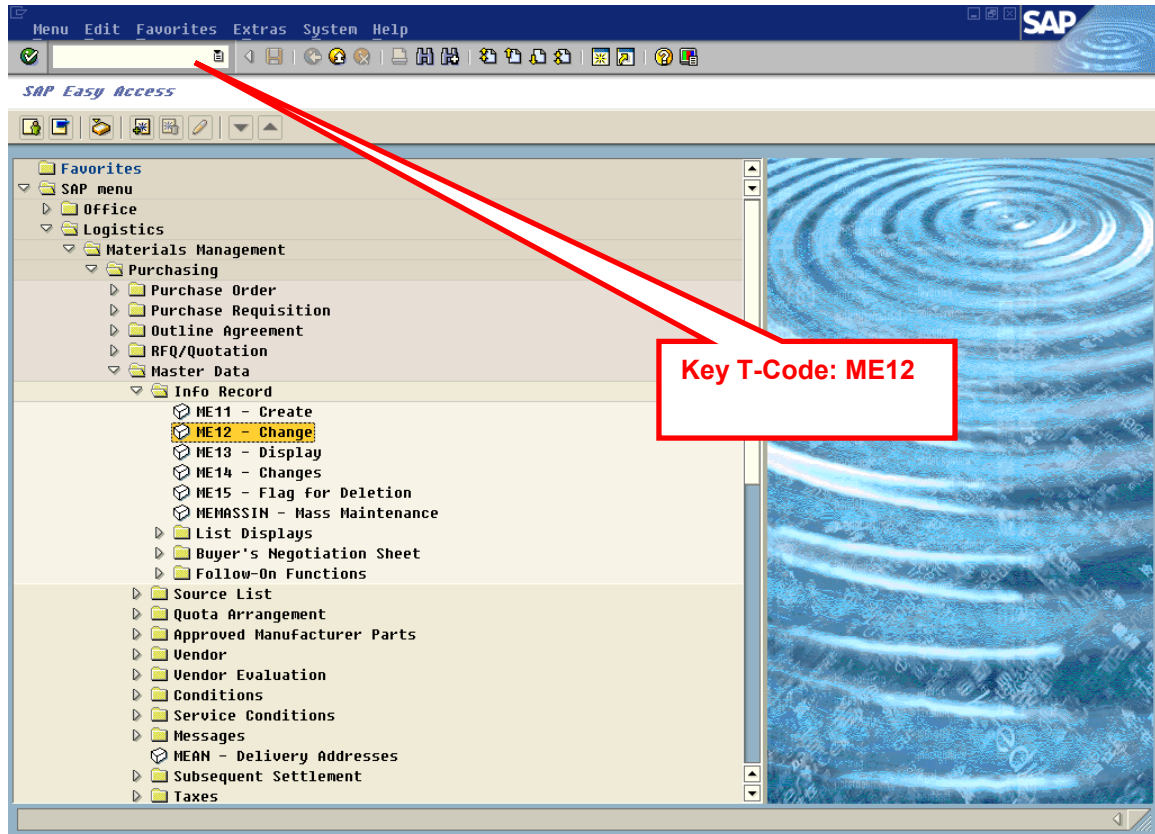 Menu Edit Favorites Extras System Help
SAP
SAP Easy Access
Favorites
SAP menu
Office
Logistics
Materials Management
Purchasing
Purchase Order
Purchase Requisition
Outline Agreement
RFQ/Quotation
Master Data
Info Record
ME11 - Create
ME12 - Change
ME13 - Display
ME14 - Changes
ME15 - Flag for Deletion
MEMASSIN - Mass Maintenance
List Displays
Buyer's Negotiation Sheet
Follow-On Functions
Source List
Quota Arrangement
Approved Manufacturer Parts
Vendor
Vendor Evaluation
Conditions
Service Conditions
Messages
MEAN - Delivery Addresses
Subsequent Settlement
Taxes
Key T-Code: ME12